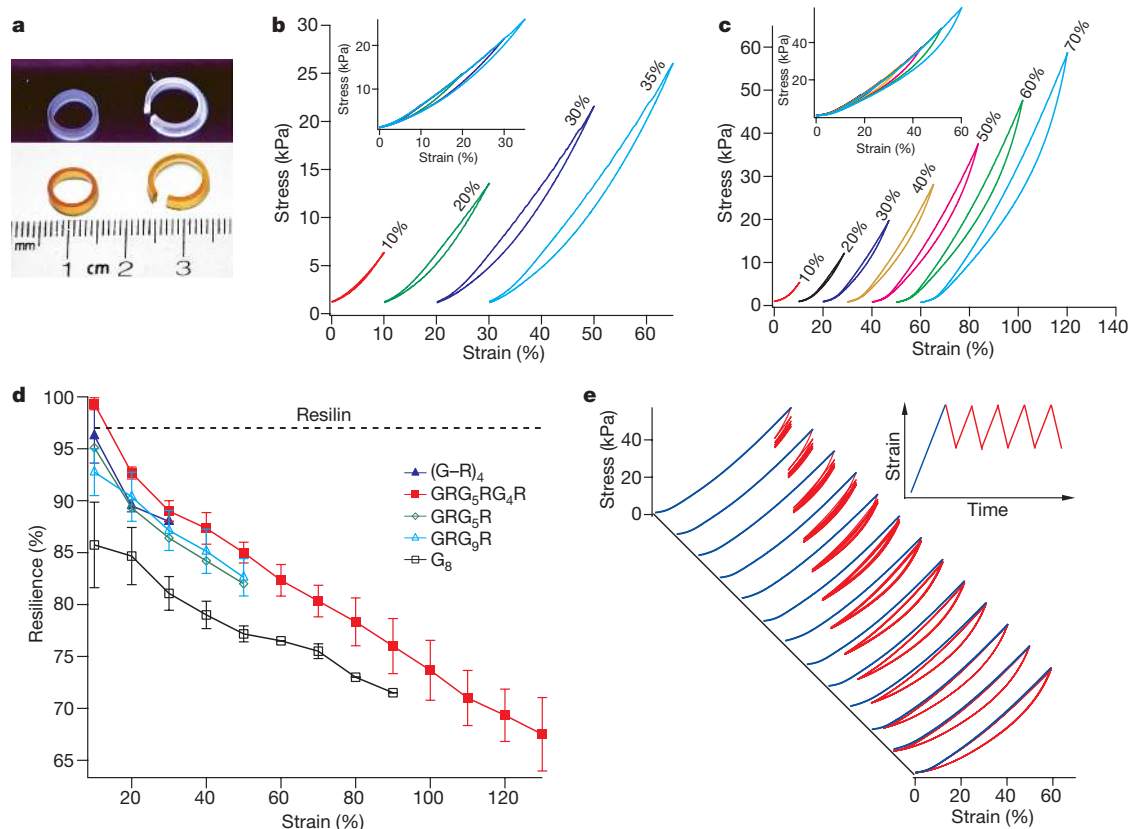 a
mm
1 cm 2 3
b
30
25
20
15
10
5
0
Stress (kPa)
0 10 20 30 40 50 60
Strain (%)
10%
20%
30%
35%
20
10
Stress (kPa)
0 10 20 30
Strain (%)
c
60
50
40
30
20
10
0
Stress (kPa)
0 20 40 60 80 100 120 140
Strain (%)
10%
20%
30%
40%
50%
60%
70%
40
20
Stress (kPa)
0 20 40 60
Strain (%)
d
100
95
90
85
80
75
70
65
Resilience (%)
20 40 60 80 100 120
Strain (%)
Resilin
(G–R)₄
GRG₅RG₄R
GRG₅R
GRG₉R
G₈
e
Stress (kPa)
40
20
0
0 20 40 60
Strain (%)
Strain
Time